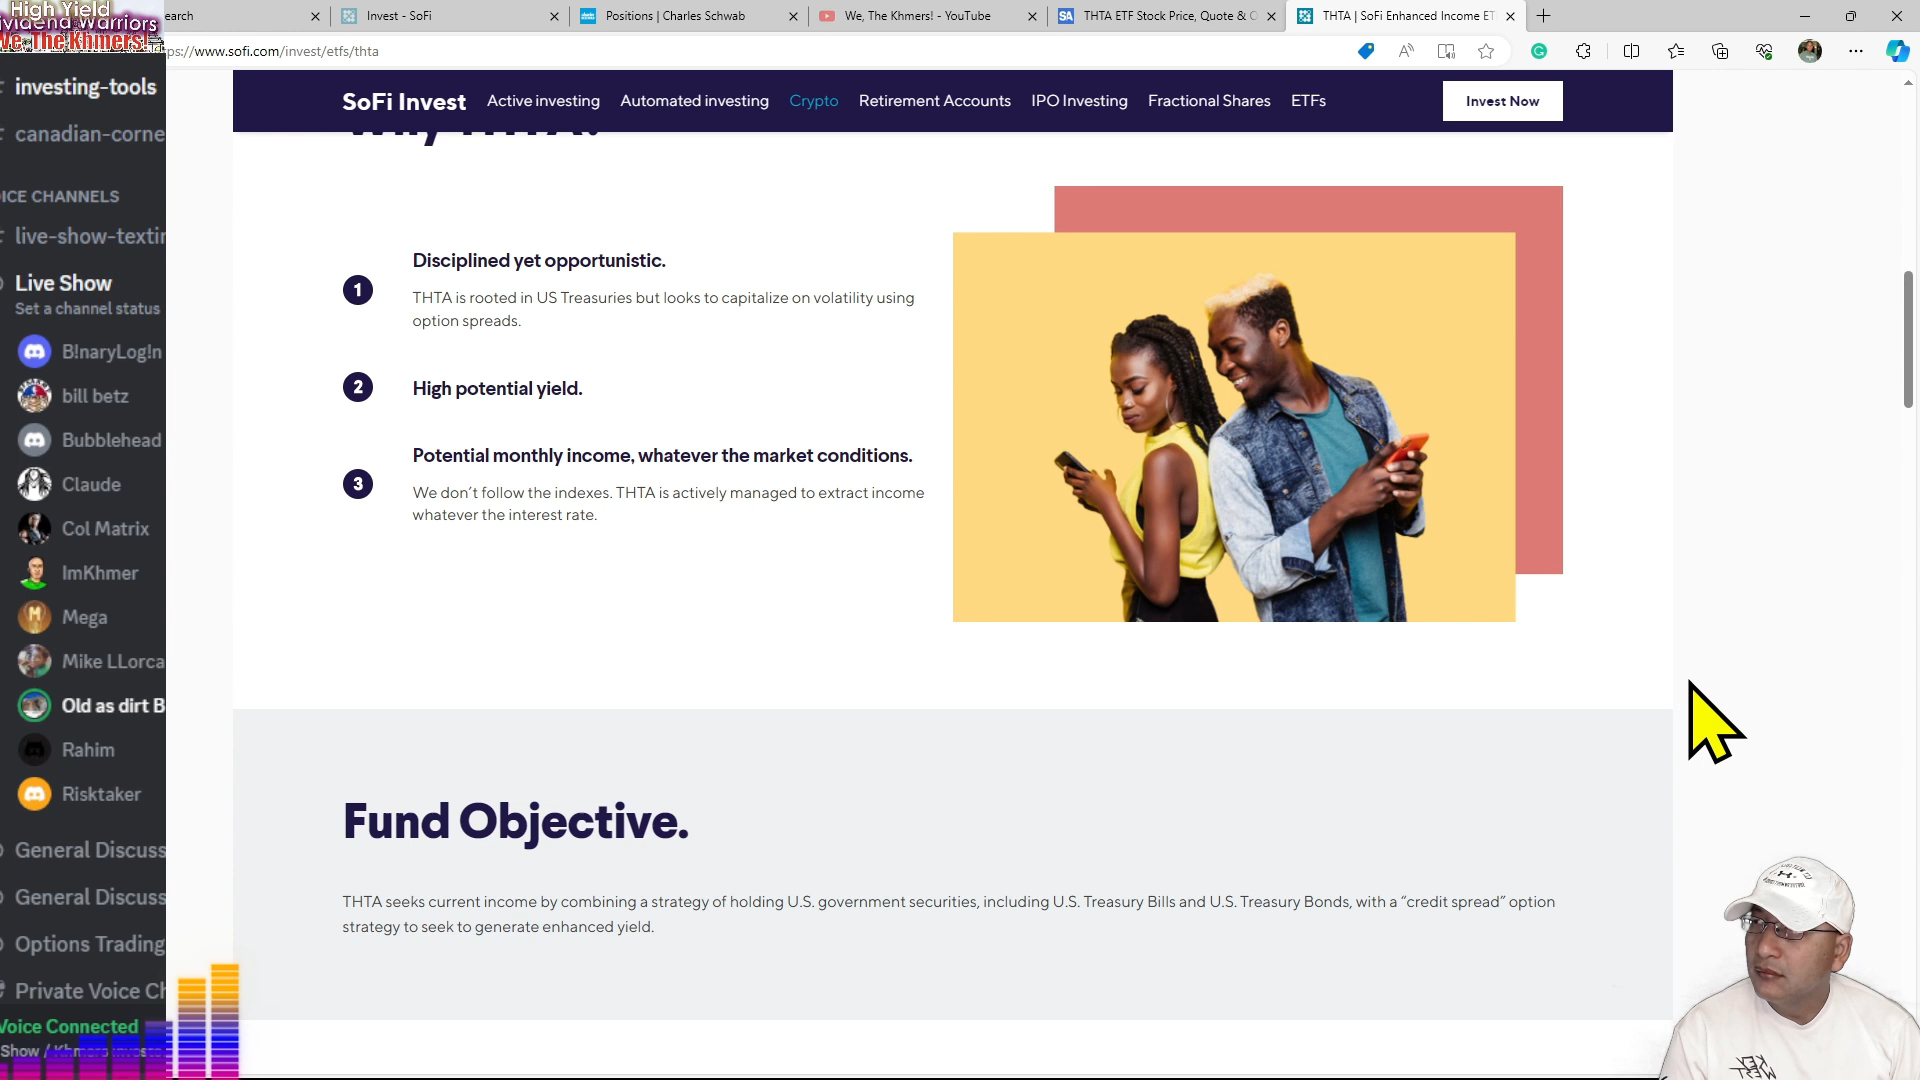 High Yield
ividend Warriors
We, The Khmers!
earch
Invest - SoFi
Positions | Charles Schwab
We, The Khmers! - YouTube
THTA ETF Stock Price, Quote &
THTA | SoFi Enhanced Income ET
ps://www.sofi.com/invest/etfs/thta
investing-tools
canadian-corne
ICE CHANNELS
live-show-textin
Live Show
Set a channel status
B!naryLog!n
bill betz
Bubblehead
Claude
Col Matrix
ImKhmer
Mega
Mike LLorca
Old as dirt B
Rahim
Risktaker
General Discuss
General Discuss
Options Trading
Private Voice Ch
Voice Connected
Show /
SoFi Invest
Active investing
Automated investing
Crypto
Retirement Accounts
IPO Investing
Fractional Shares
ETFs
Invest Now
Why THTA?
1
Disciplined yet opportunistic.
THTA is rooted in US Treasuries but looks to capitalize on volatility using
option spreads.
2
High potential yield.
3
Potential monthly income, whatever the market conditions.
We don’t follow the indexes. THTA is actively managed to extract income
whatever the interest rate.
Fund Objective.
THTA seeks current income by combining a strategy of holding U.S. government securities, including U.S. Treasury Bills and U.S. Treasury Bonds, with a “credit spread” option
strategy to seek to generate enhanced yield.